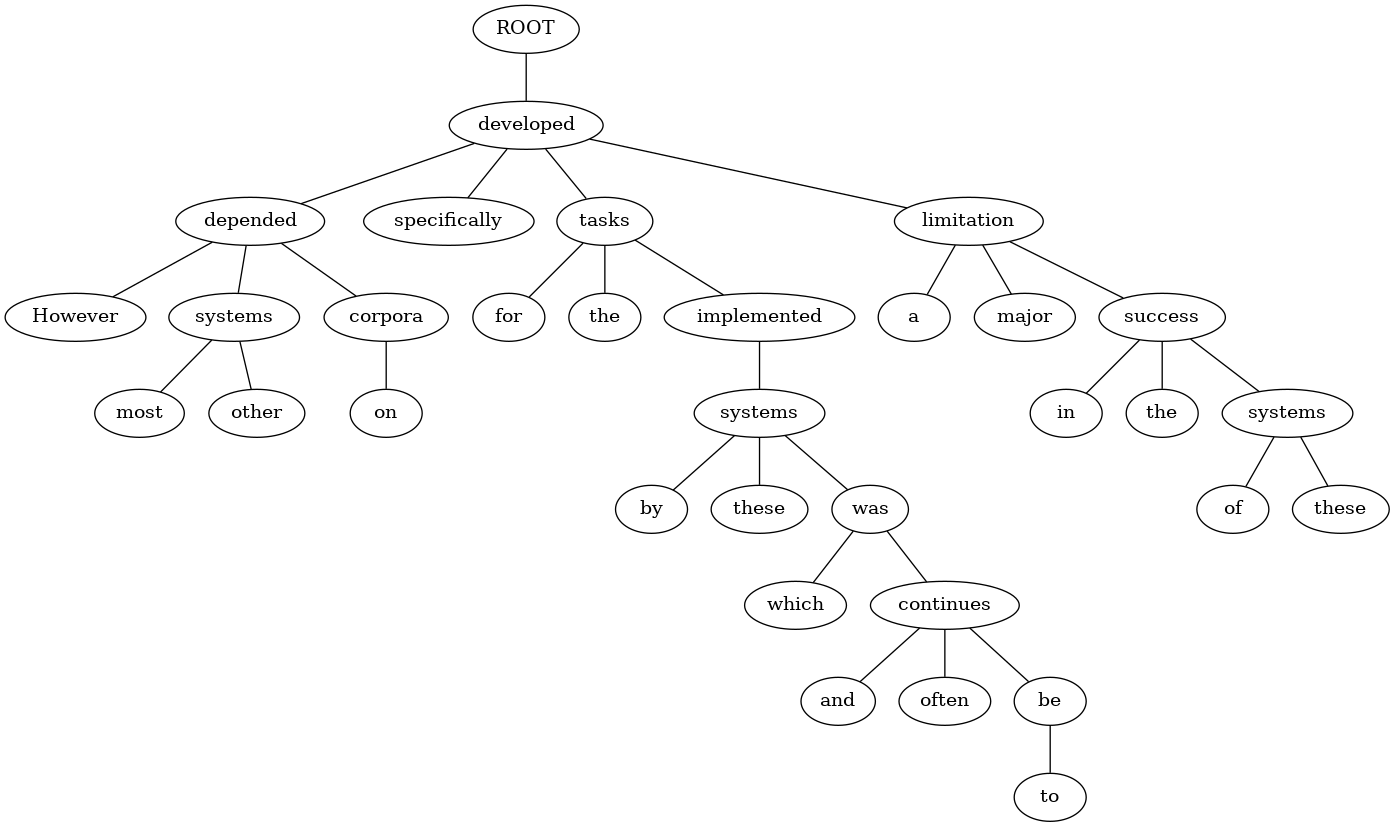 ROOT
developed
depended specifically tasks limitation
However systems corpora for the implemented a major success
most other on systems in the systems
by these was of these
which continues
and often be
to